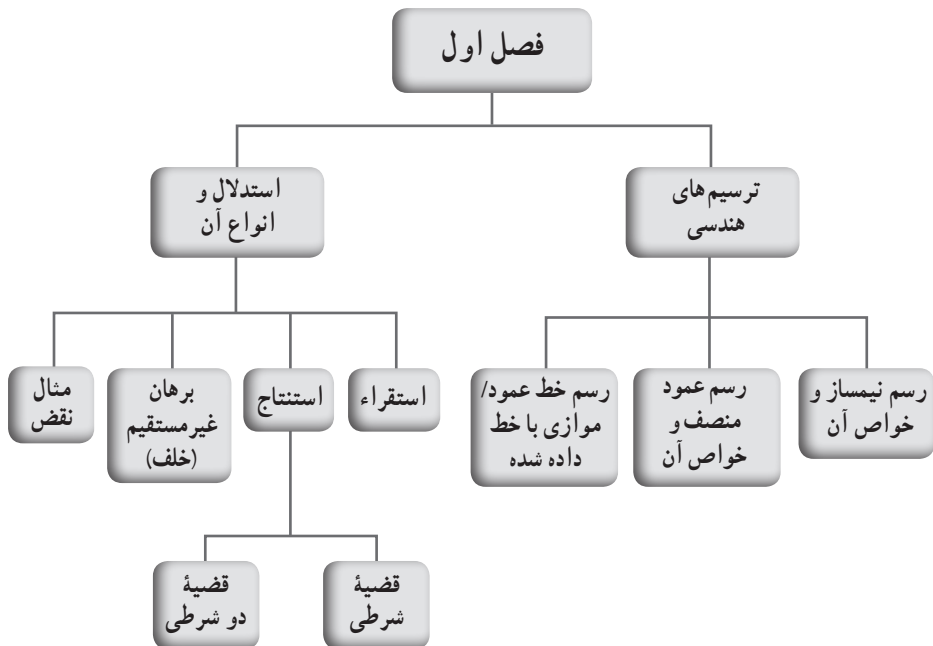 فصل اول
ترسیم‌های
هندسی
استدلال و
انواع آن
رسم نیمساز و
خواص آن
رسم عمود
منصف و
خواص آن
رسم خط عمود/
موازی با خط
داده شده
استقراء
استنتاج
برهان
غیرمستقیم
(خلف)
مثال
نقض
قضیهٔ
شرطی
قضیهٔ
دو شرطی